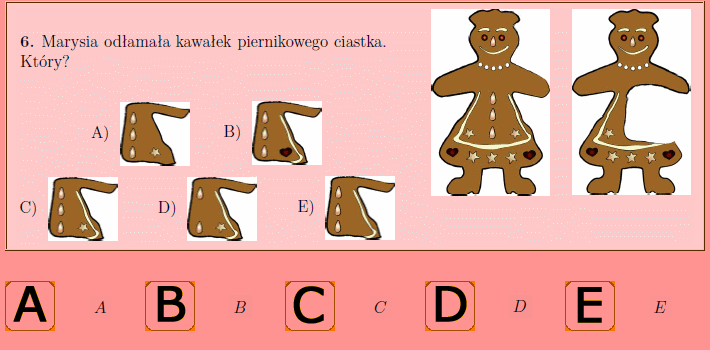 6. Marysia odłamała kawałek piernikowego ciastka.
Który?
A) B)
C) D) E)
A A B B C C D D E E